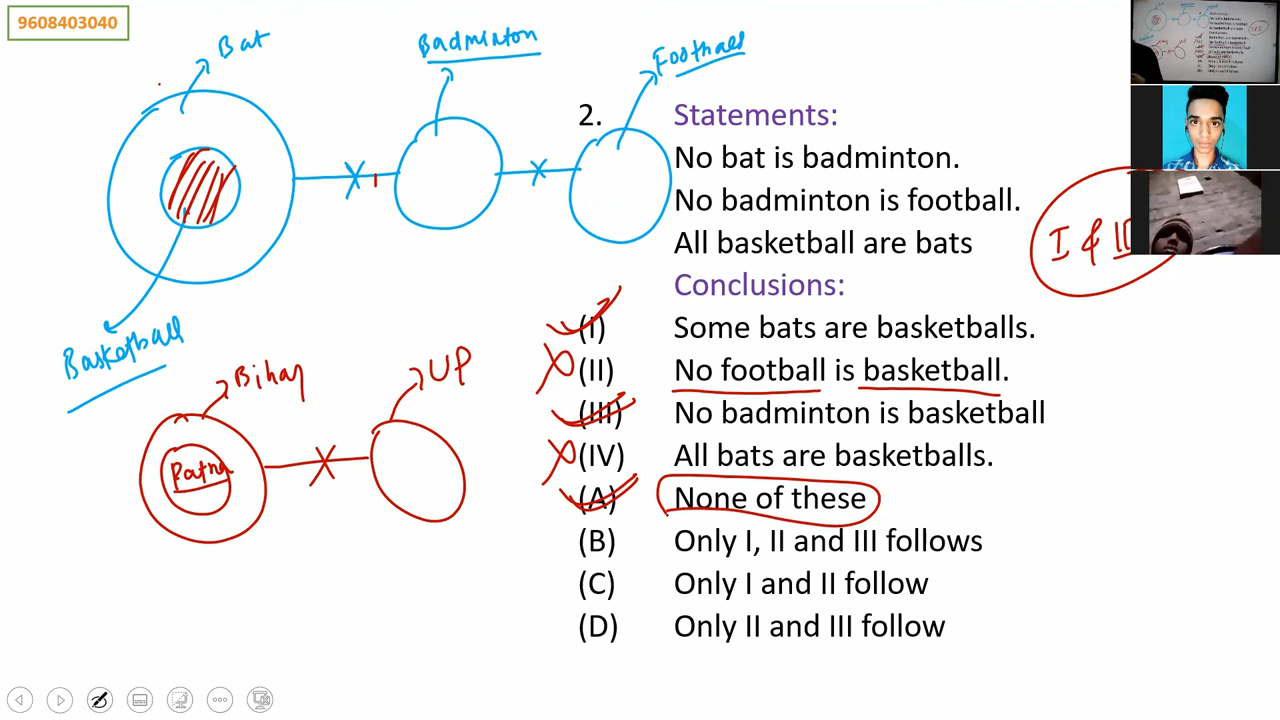 9608403040
Bat
Badminton
Football
Basketball
Bihar
UP
Patna
2. Statements:
No bat is badminton.
No badminton is football.
All basketball are bats
I & III
Conclusions:
(I) Some bats are basketballs.
(II) No football is basketball.
(III) No badminton is basketball
(IV) All bats are basketballs.
(A) None of these
(B) Only I, II and III follows
(C) Only I and II follow
(D) Only II and III follow